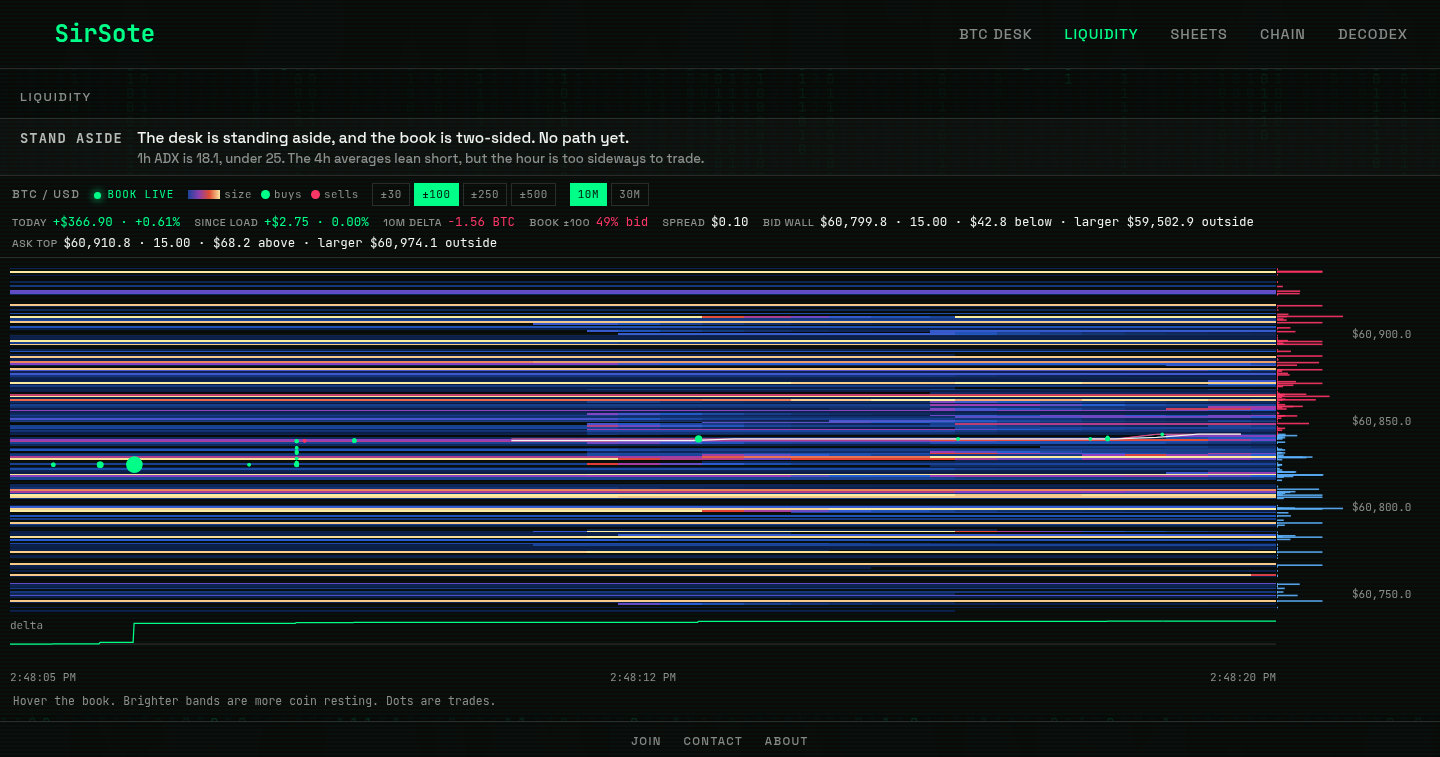 SirSote
BTC DESK LIQUIDITY SHEETS CHAIN DECODEX
LIQUIDITY
STAND ASIDE The desk is standing aside, and the book is two-sided. No path yet.
1h ADX is 18.1, under 25. The 4h averages lean short, but the hour is too sideways to trade.
BTC / USD BOOK LIVE size buys sells ±30 ±100 ±250 ±500 10M 30M
TODAY +$366.90 · +0.61% SINCE LOAD +$2.75 · 0.00% 10M DELTA -1.56 BTC BOOK ±100 49% bid SPREAD $0.10 BID WALL $60,799.8 · 15.00 · $42.8 below · larger $59,502.9 outside
ASK TOP $60,910.8 · 15.00 · $68.2 above · larger $60,974.1 outside
$60,900.0
$60,850.0
$60,800.0
$60,750.0
delta
2:48:05 PM 2:48:12 PM 2:48:20 PM
Hover the book. Brighter bands are more coin resting. Dots are trades.
JOIN CONTACT ABOUT